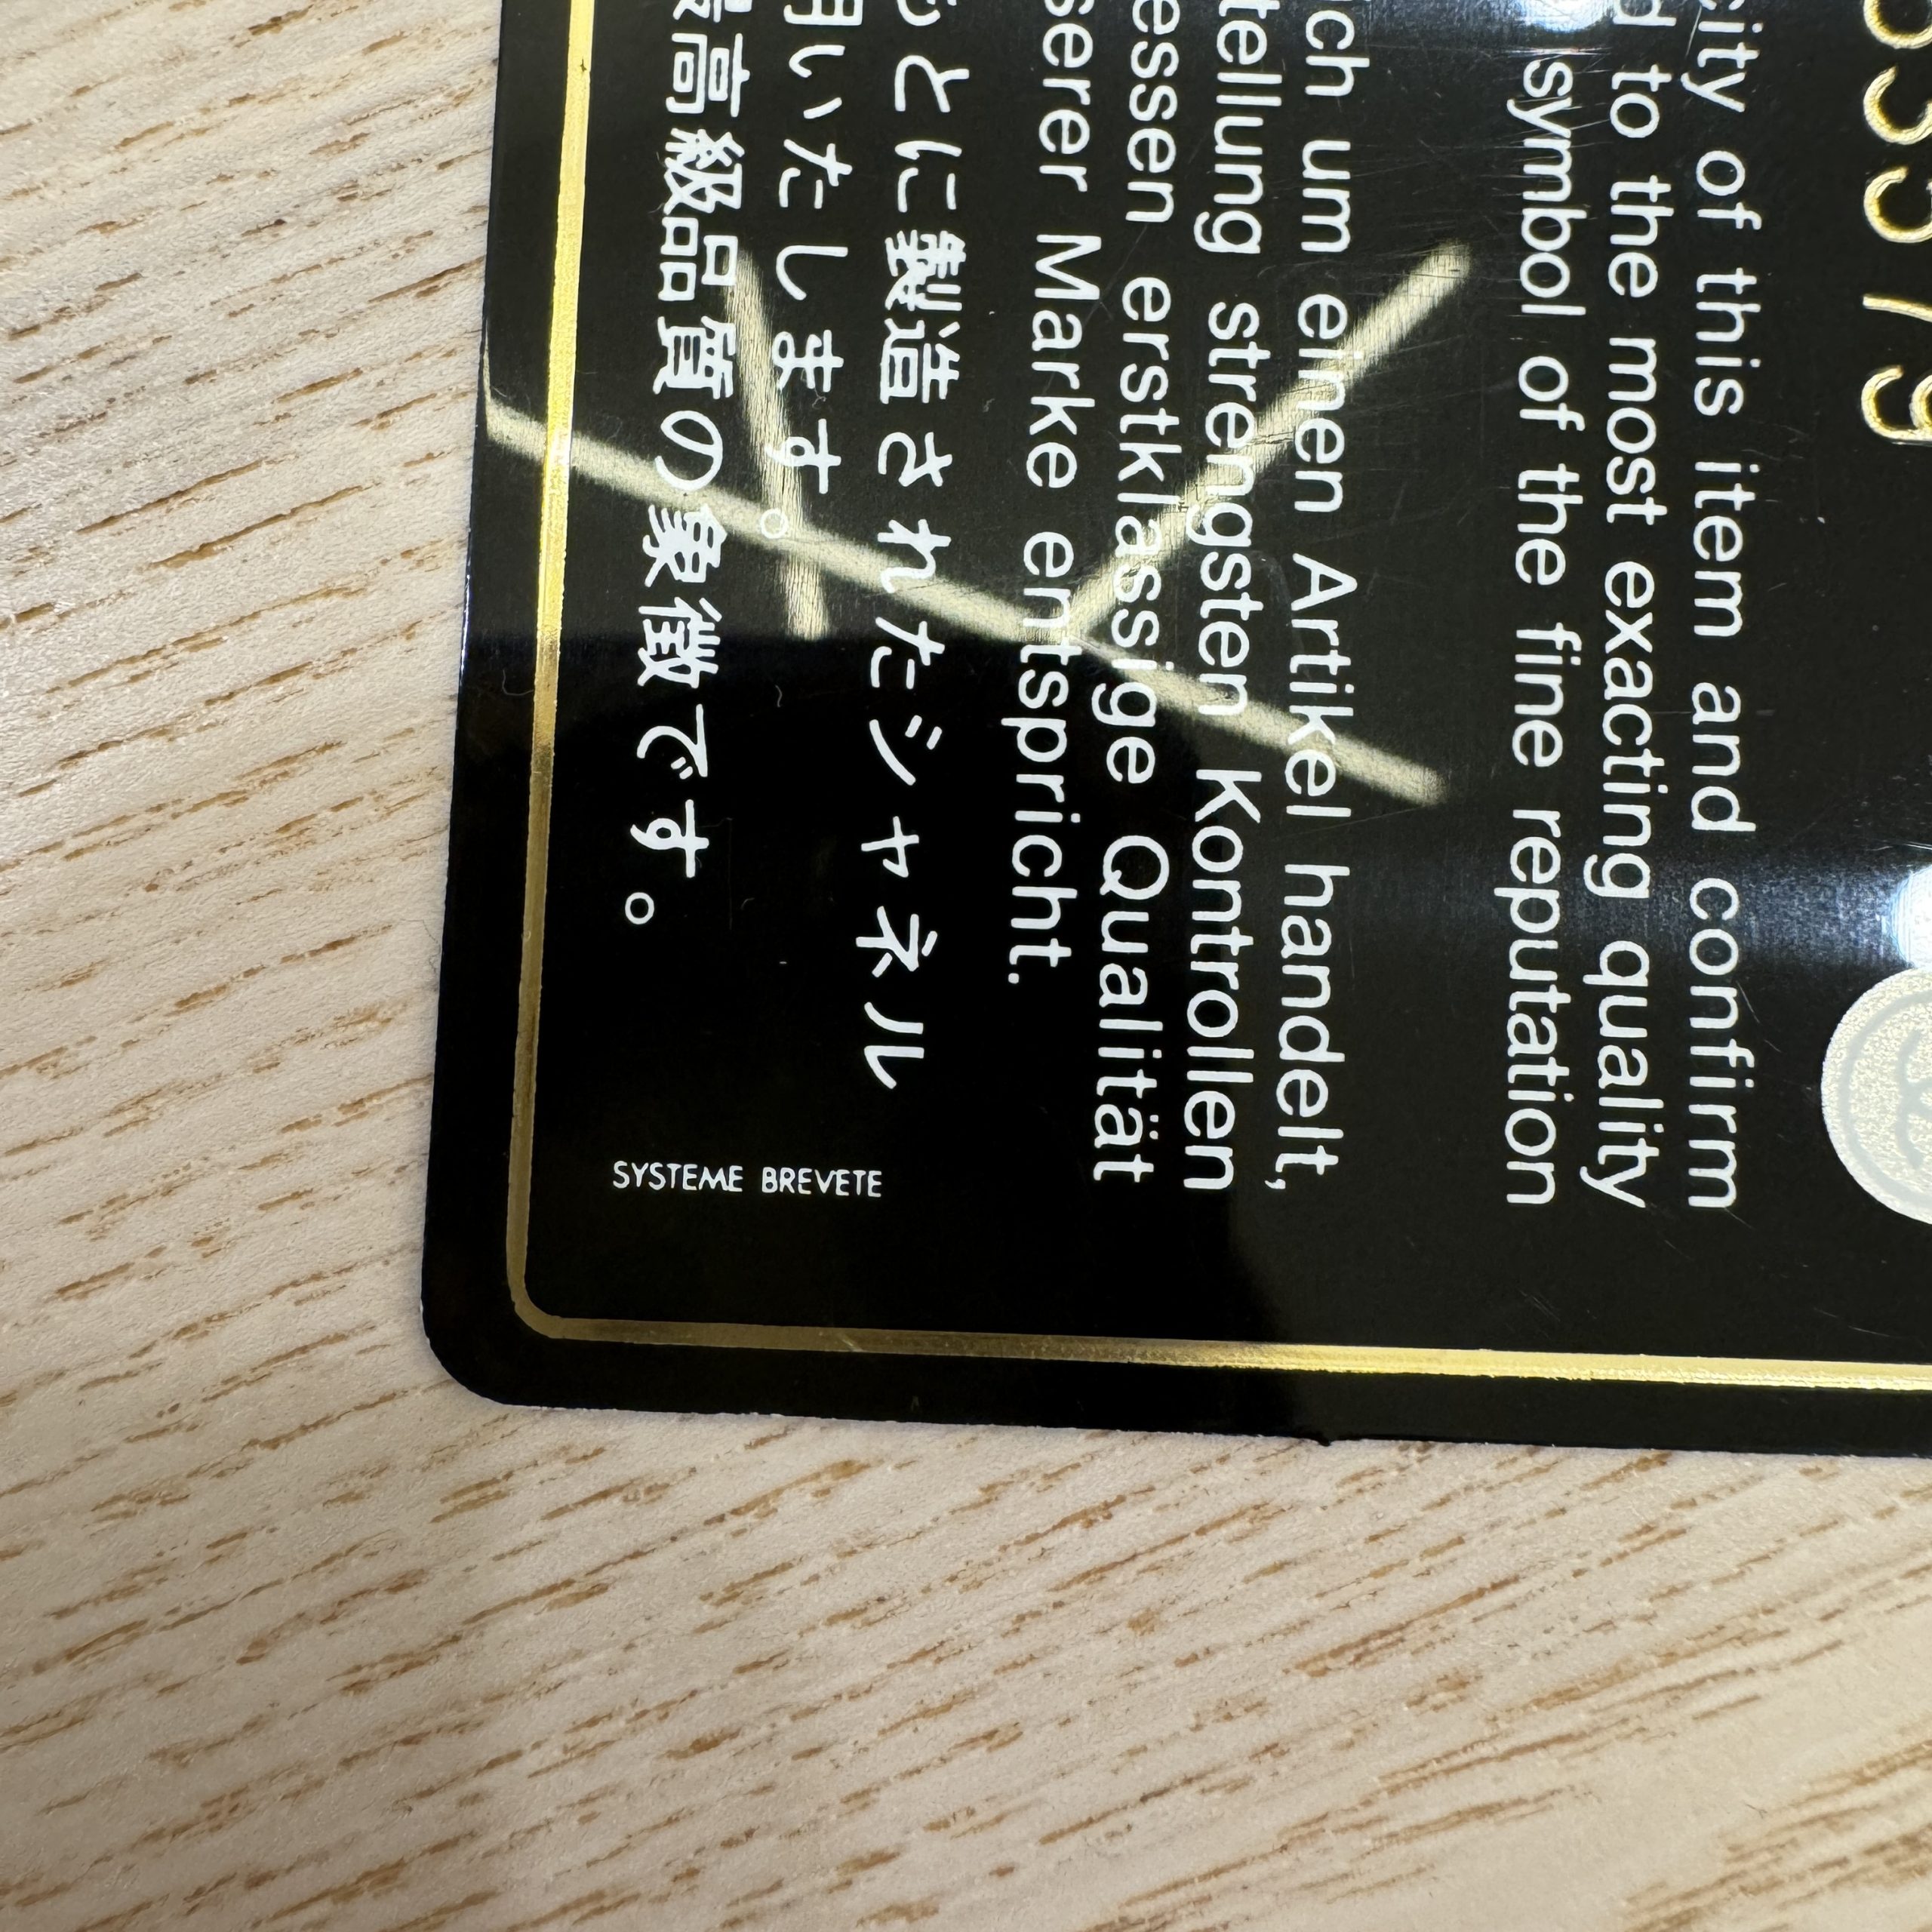 79
city of this item and confirm
d to the most exacting quality
symbol of the fine reputation
ch um einen Artikel handelt,
tellung strengsten Kontrollen
essen erstklassige Qualität
serer Marke entspricht.
とに製造されたシャネル
いたします。
最高級品質の象徴です。
SYSTEME BREVETE